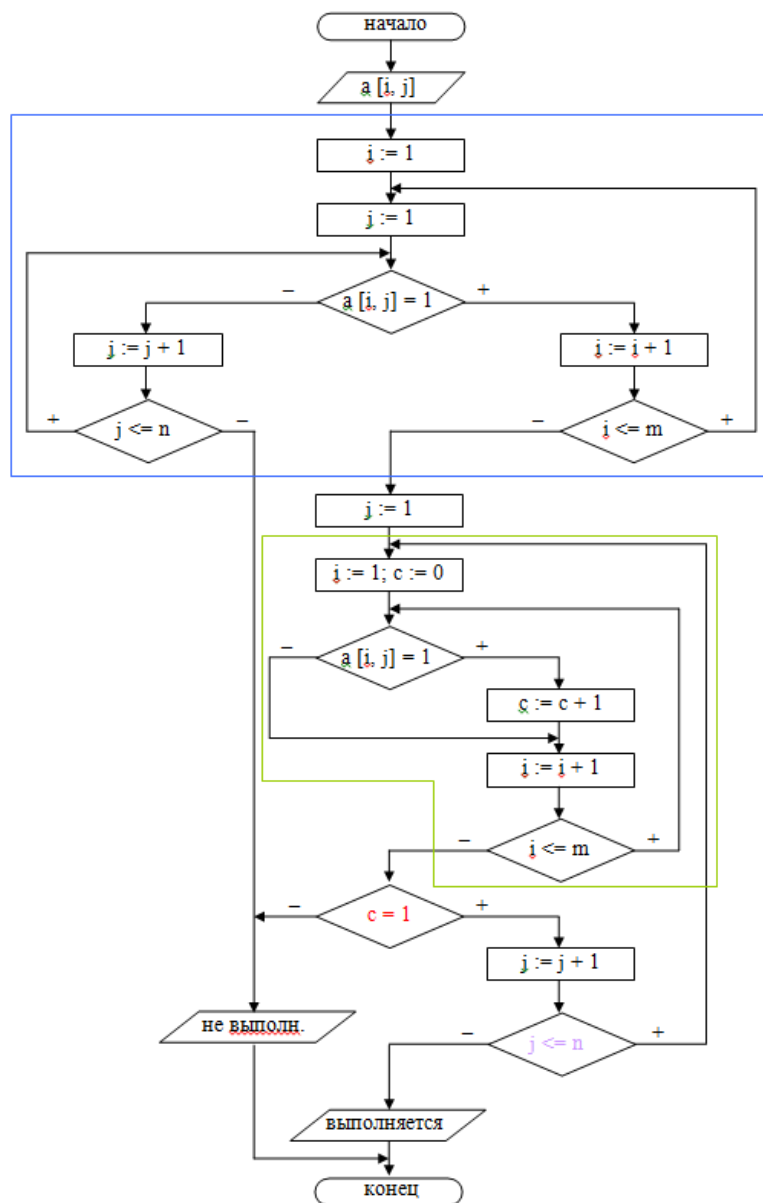 начало
a [i, j]
i := 1
j := 1
a [i, j] = 1
–
+
j := j + 1
i := i + 1
+
j <= n
–
–
i <= m
+
j := 1
i := 1; c := 0
–
a [i, j] = 1
+
c := c + 1
i := i + 1
–
i <= m
+
–
c = 1
+
j := j + 1
не выполн.
–
j <= n
+
выполняется
конец